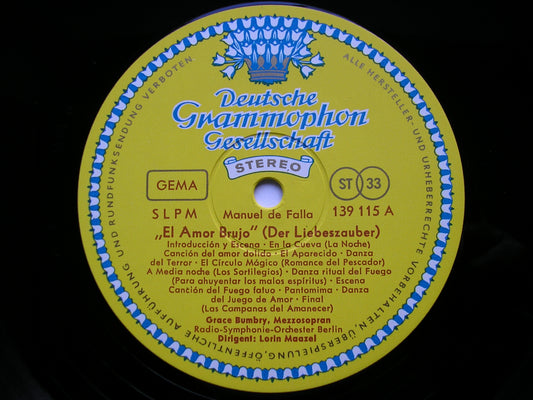 Deutsche
Grammophon
Gesellschaft
STEREO
GEMA
ST 33
SLPM
Manuel de Falla
139 115 A
„El Amor Brujo" (Der Liebeszauber)
Introducción y Escena · En la Cueva (La Noche)
Canción del amor dolido · El Aparecido · Danza
del Terror · El Círculo Mágico (Romance del Pescador)
A Media noche (Los Sortilegios) · Danza ritual del Fuego
(Para ahuyentar los malos espíritus) · Escena
Canción del Fuego fatuo · Pantomima · Danza
del Juego de Amor · Final
(Las Campanas del Amanecer)
Grace Bumbry, Mezzosopran
Radio-Symphonie-Orchester Berlin
Dirigent: Lorin Maazel
ALLE HERSTELLER- UND URHEBERRECHTE VORBEHALTEN, ÜBERSPIELUNG, ÖFFENTLICHE AUFFÜHRUNG UND RUNDFUNKSENDUNG VERBOTEN